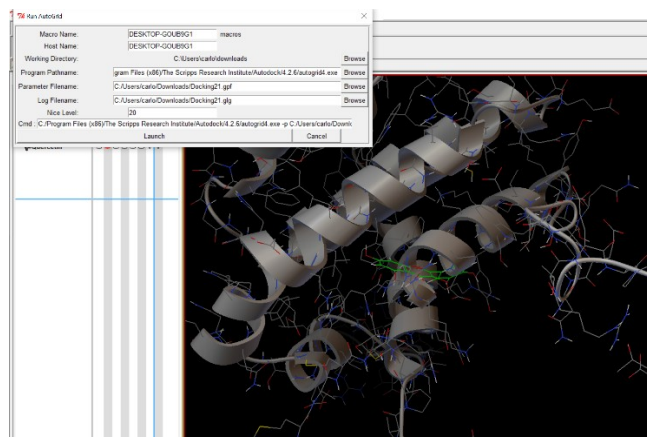 Run AutoGrid
Macro Name: DESKTOP-GOUB9G1 macros
Host Name: DESKTOP-GOUB9G1
Working Directory: C:\Users\carlo\downloads Browse
Program Pathname: gram Files (x86)/The Scripps Research Institute/Autodock/4.2.6/autogrid4.exe Browse
Parameter Filename: C:/Users/carlo/Downloads/Docking21.gpf Browse
Log Filename: C:/Users/carlo/Downloads/Docking21.glg Browse
Nice Level: 20
Cmd : C:/Program Files (x86)/The Scripps Research Institute/Autodock/4.2.6/autogrid4.exe -p C:/Users/carlo/Downl
Launch Cancel